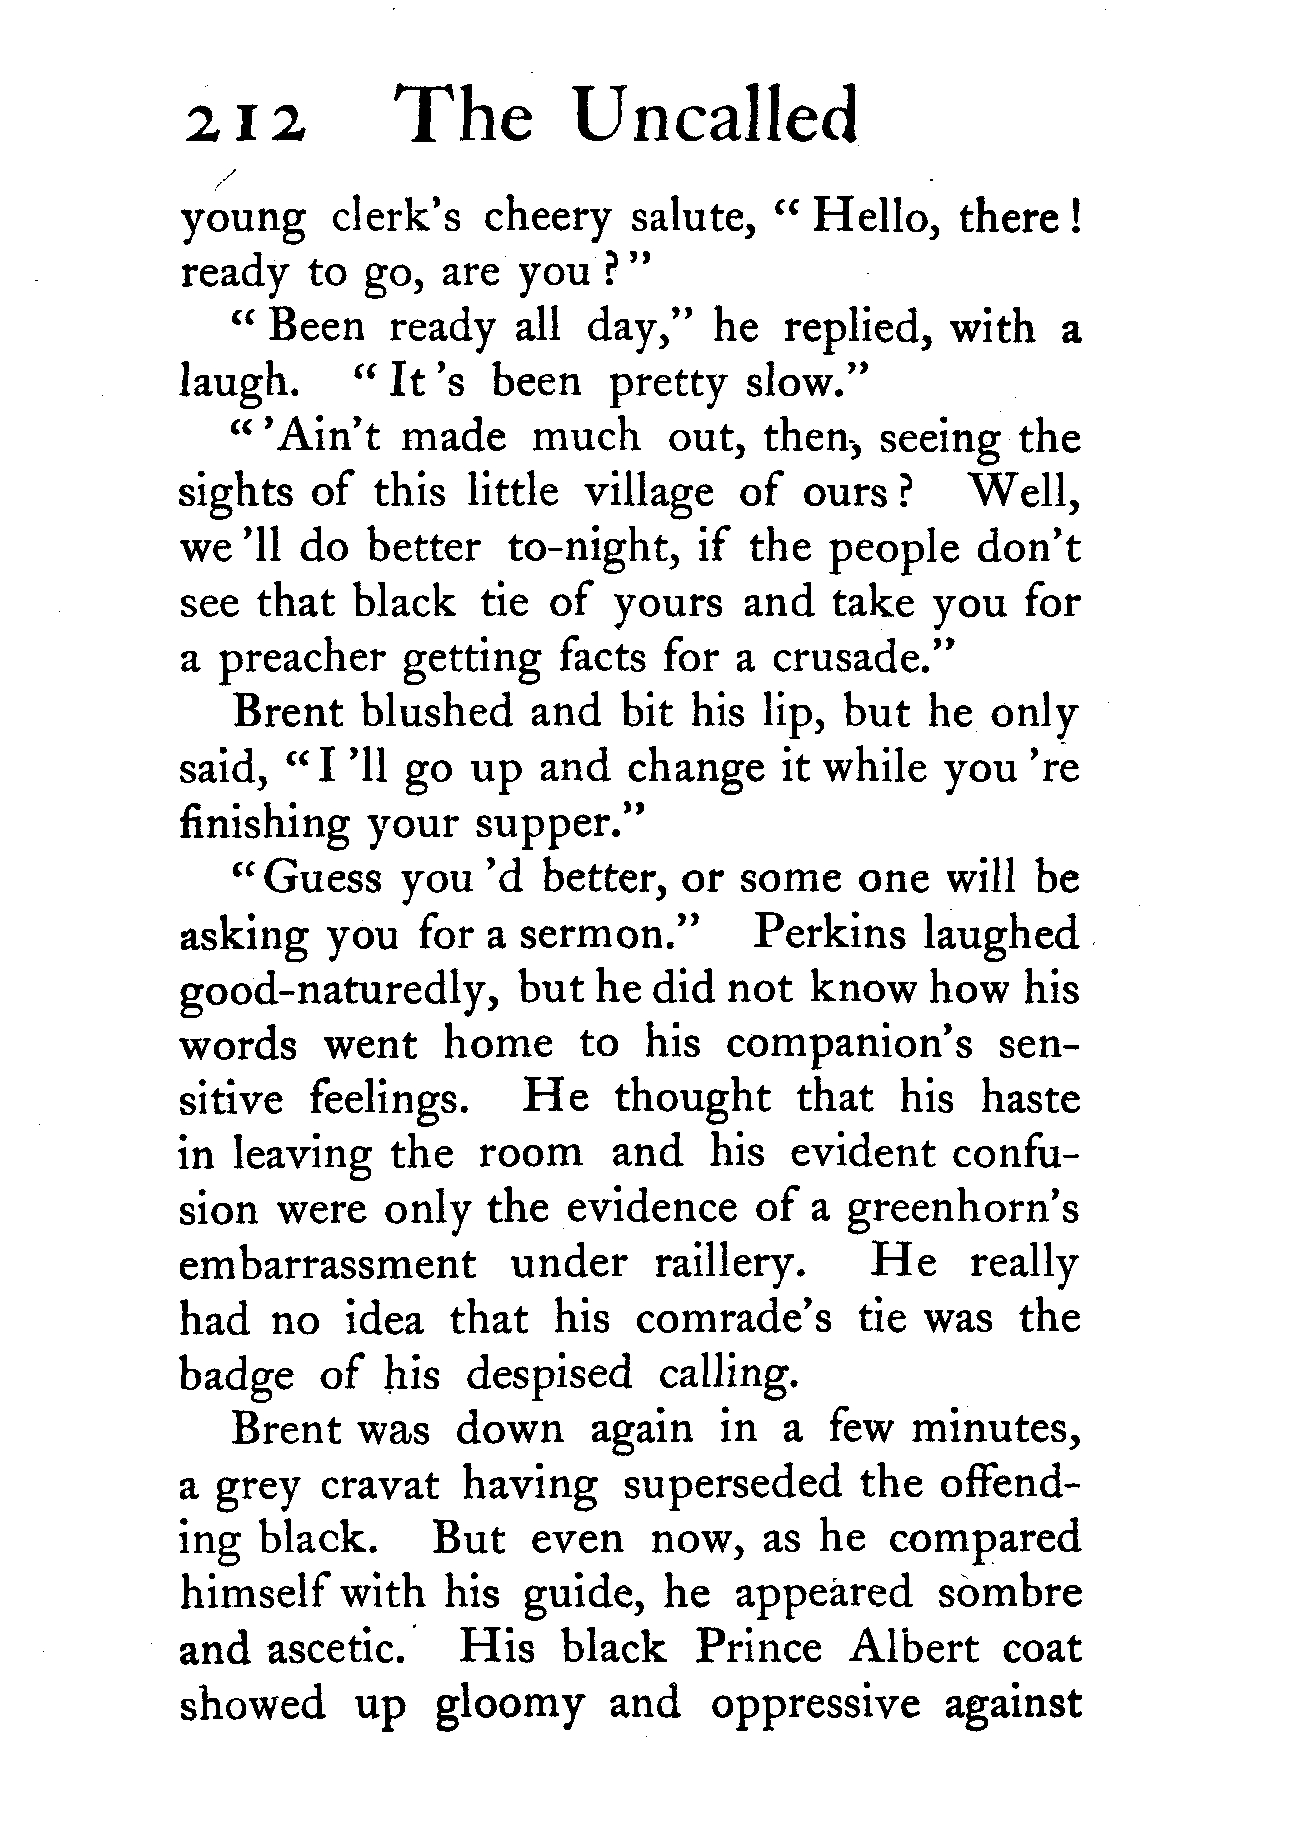 212 The Uncalled
young clerk's cheery salute, "Hello, there!
ready to go, are you?"
"Been ready all day," he replied, with a
laugh. "It 's been pretty slow."
"'Ain't made much out, then, seeing the
sights of this little village of ours? Well,
we 'll do better to-night, if the people don't
see that black tie of yours and take you for
a preacher getting facts for a crusade."
Brent blushed and bit his lip, but he only
said, "I 'll go up and change it while you 're
finishing your supper."
"Guess you 'd better, or some one will be
asking you for a sermon." Perkins laughed
good-naturedly, but he did not know how his
words went home to his companion's sen-
sitive feelings. He thought that his haste
in leaving the room and his evident confu-
sion were only the evidence of a greenhorn's
embarrassment under raillery. He really
had no idea that his comrade's tie was the
badge of his despised calling.
Brent was down again in a few minutes,
a grey cravat having superseded the offend-
ing black. But even now, as he compared
himself with his guide, he appeared sombre
and ascetic. His black Prince Albert coat
showed up gloomy and oppressive against